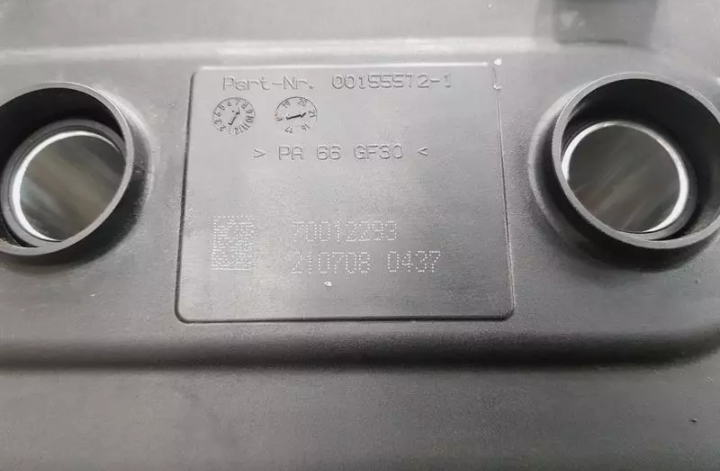 Part-Nr. 00155572-1
> PA 66 GF30 <
70012293
210708 0437